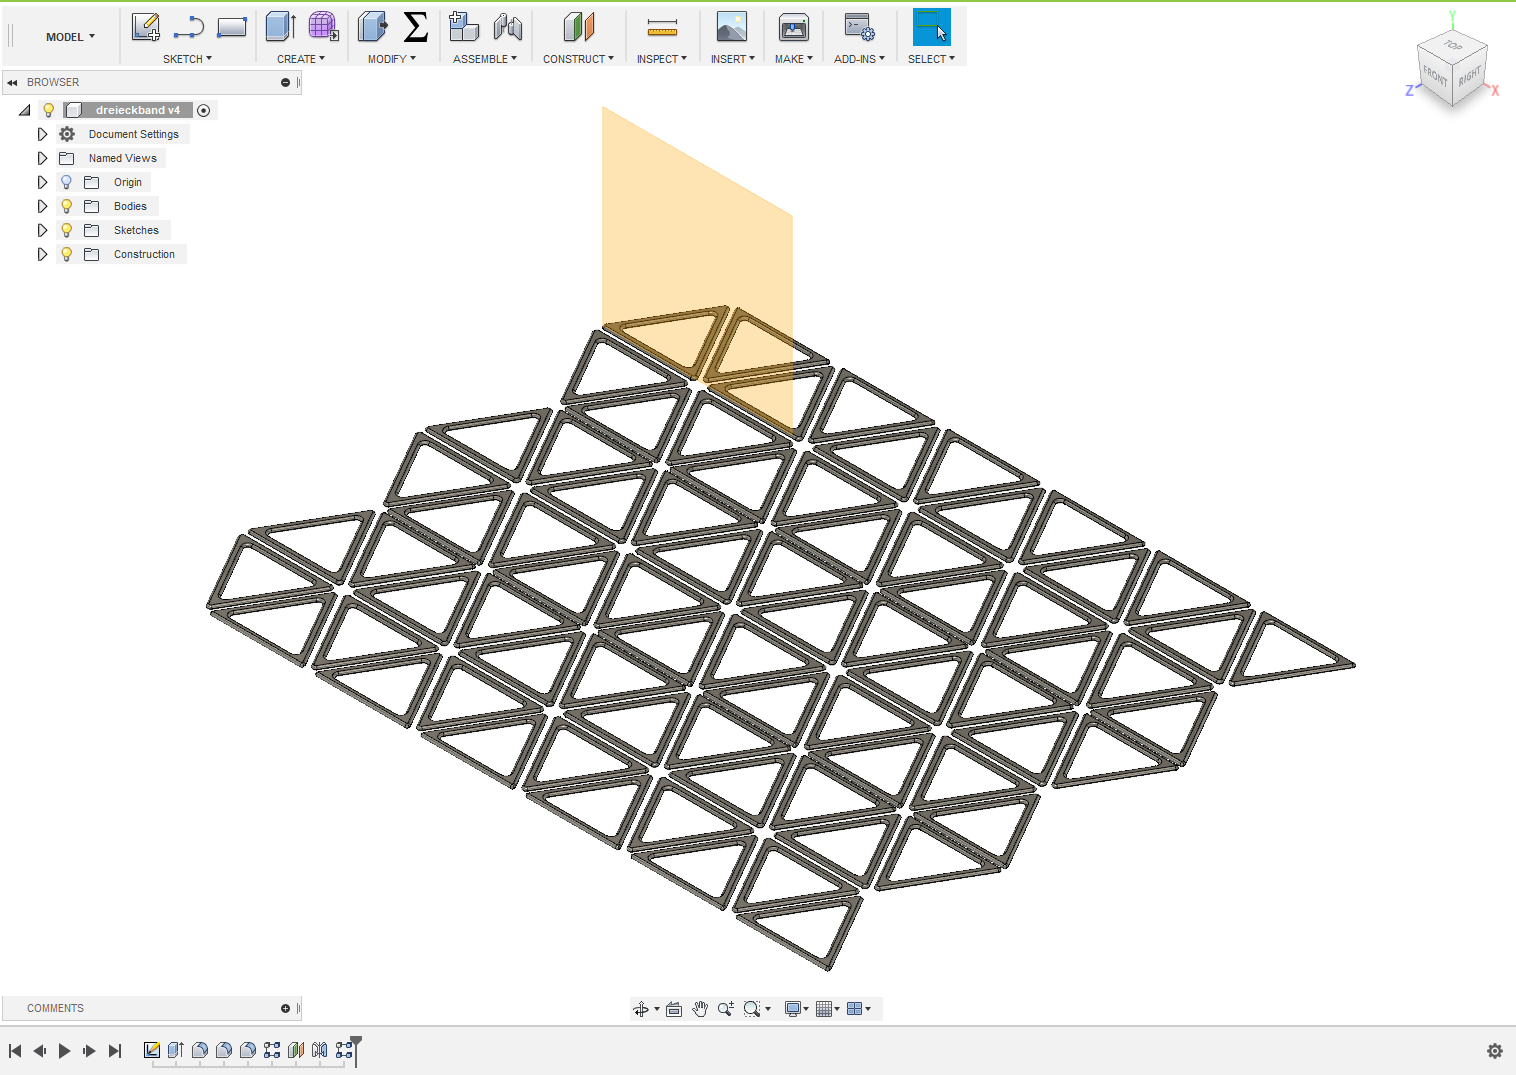 MODEL
SKETCH
CREATE
MODIFY
ASSEMBLE
CONSTRUCT
INSPECT
INSERT
MAKE
ADD-INS
SELECT
BROWSER
dreieckband v4
Document Settings
Named Views
Origin
Bodies
Sketches
Construction
Y
TOP
FRONT
RIGHT
Z
X
COMMENTS